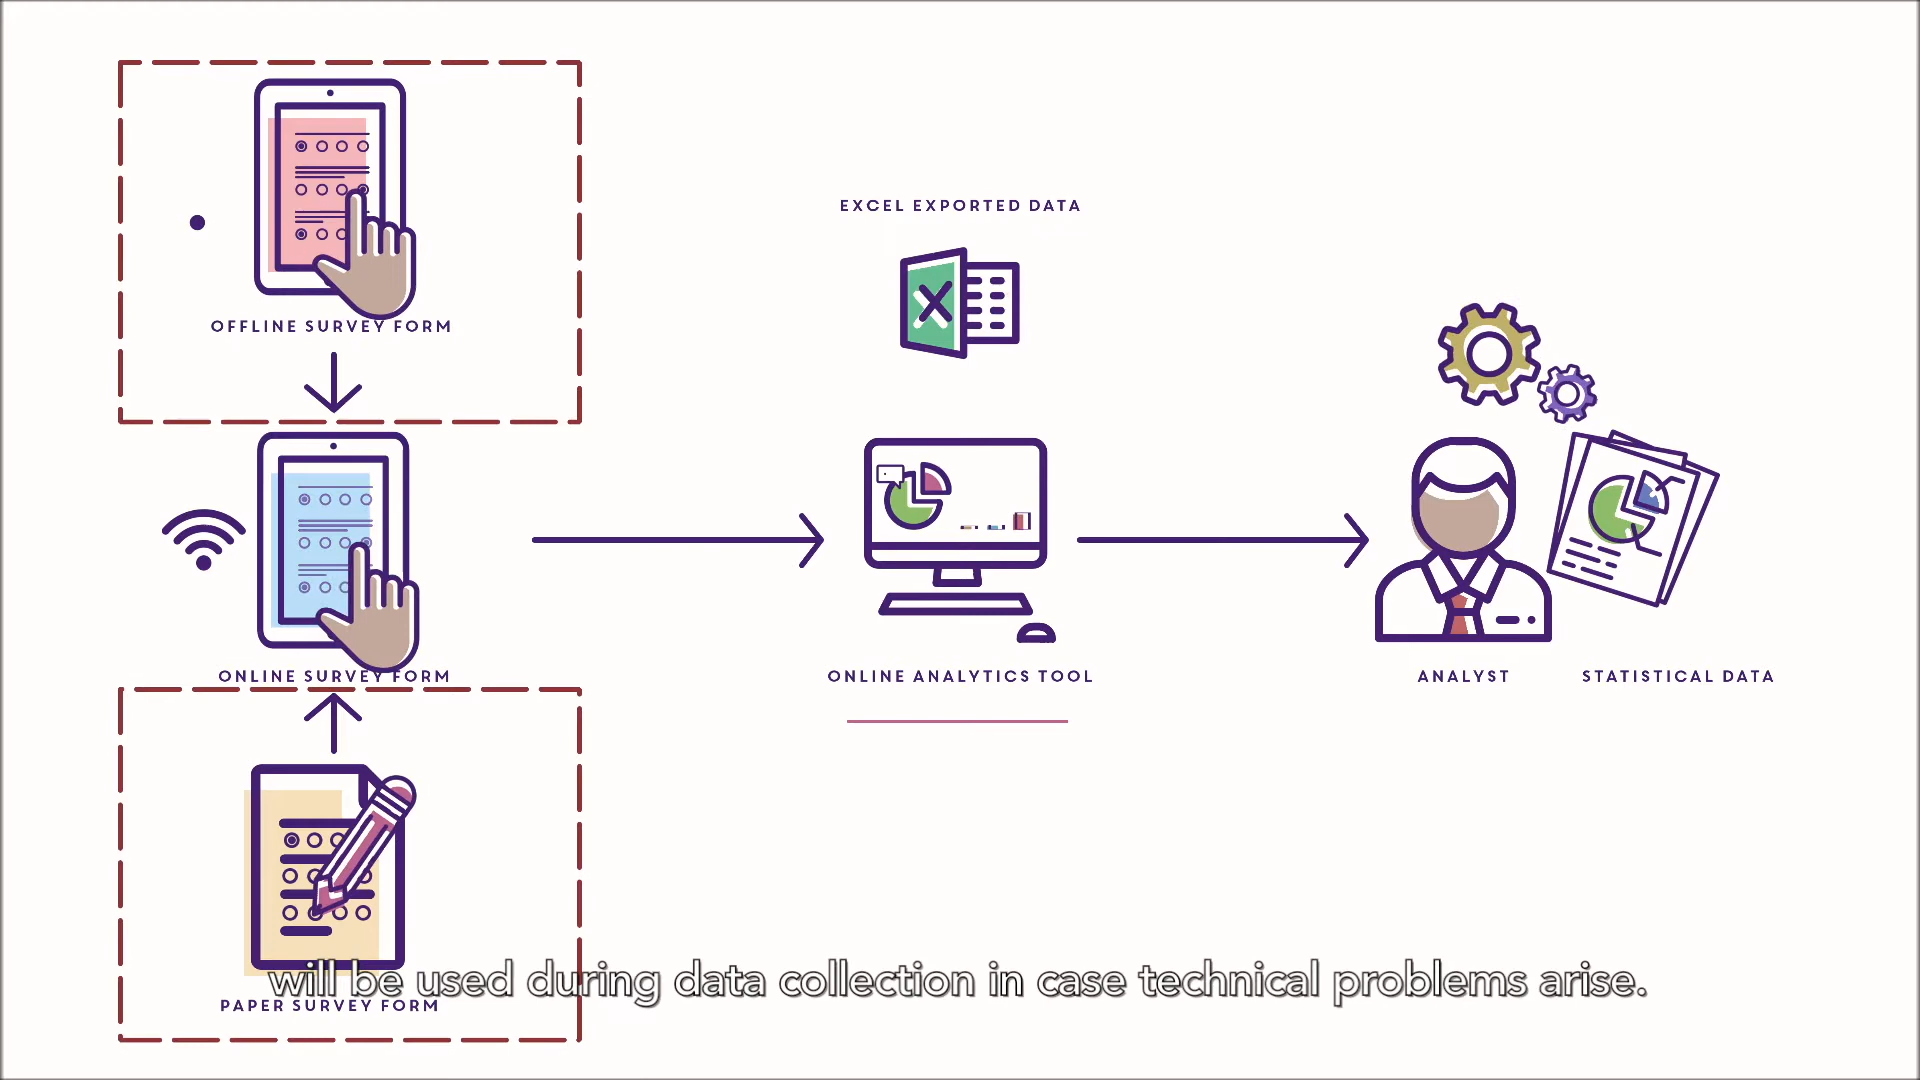 OFFLINE SURVEY FORM
EXCEL EXPORTED DATA
X
ONLINE SURVEY FORM
ONLINE ANALYTICS TOOL
ANALYST
STATISTICAL DATA
PAPER SURVEY FORM
will be used during data collection in case technical problems arise.